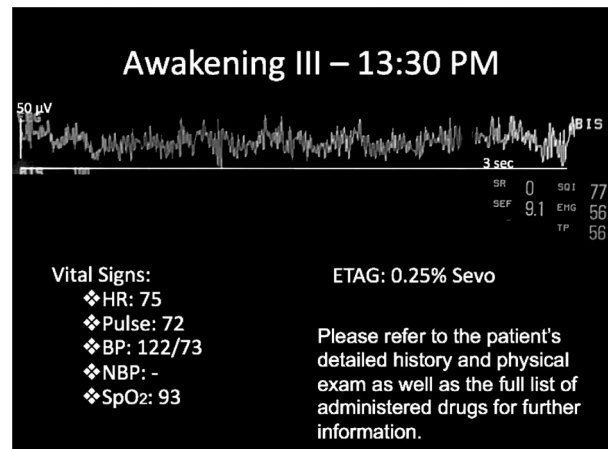 Awakening III – 13:30 PM
50 µV
EEG
BIS
3 sec
BIS 100
SR 0 SQI 77
SEF 9.1 EMG 56
TP 56
Vital Signs:
❖HR: 75
❖Pulse: 72
❖BP: 122/73
❖NBP: -
❖SpO2: 93
ETAG: 0.25% Sevo
Please refer to the patient's
detailed history and physical
exam as well as the full list of
administered drugs for further
information.